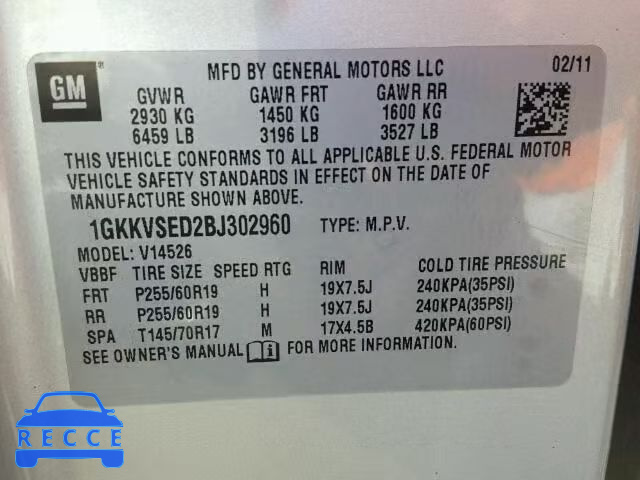 GM ® MFD BY GENERAL MOTORS LLC 02/11
GVWR GAWR FRT GAWR RR
2930 KG 1450 KG 1600 KG
6459 LB 3196 LB 3527 LB
THIS VEHICLE CONFORMS TO ALL APPLICABLE U.S. FEDERAL MOTOR
VEHICLE SAFETY STANDARDS IN EFFECT ON THE DATE OF
MANUFACTURE SHOWN ABOVE.
1GKKVSED2BJ302960 TYPE: M.P.V.
MODEL: V14526
VBBF TIRE SIZE SPEED RTG RIM COLD TIRE PRESSURE
FRT P255/60R19 H 19X7.5J 240KPA(35PSI)
RR P255/60R19 H 19X7.5J 240KPA(35PSI)
SPA T145/70R17 M 17X4.5B 420KPA(60PSI)
SEE OWNER'S MANUAL FOR MORE INFORMATION.
RECCE